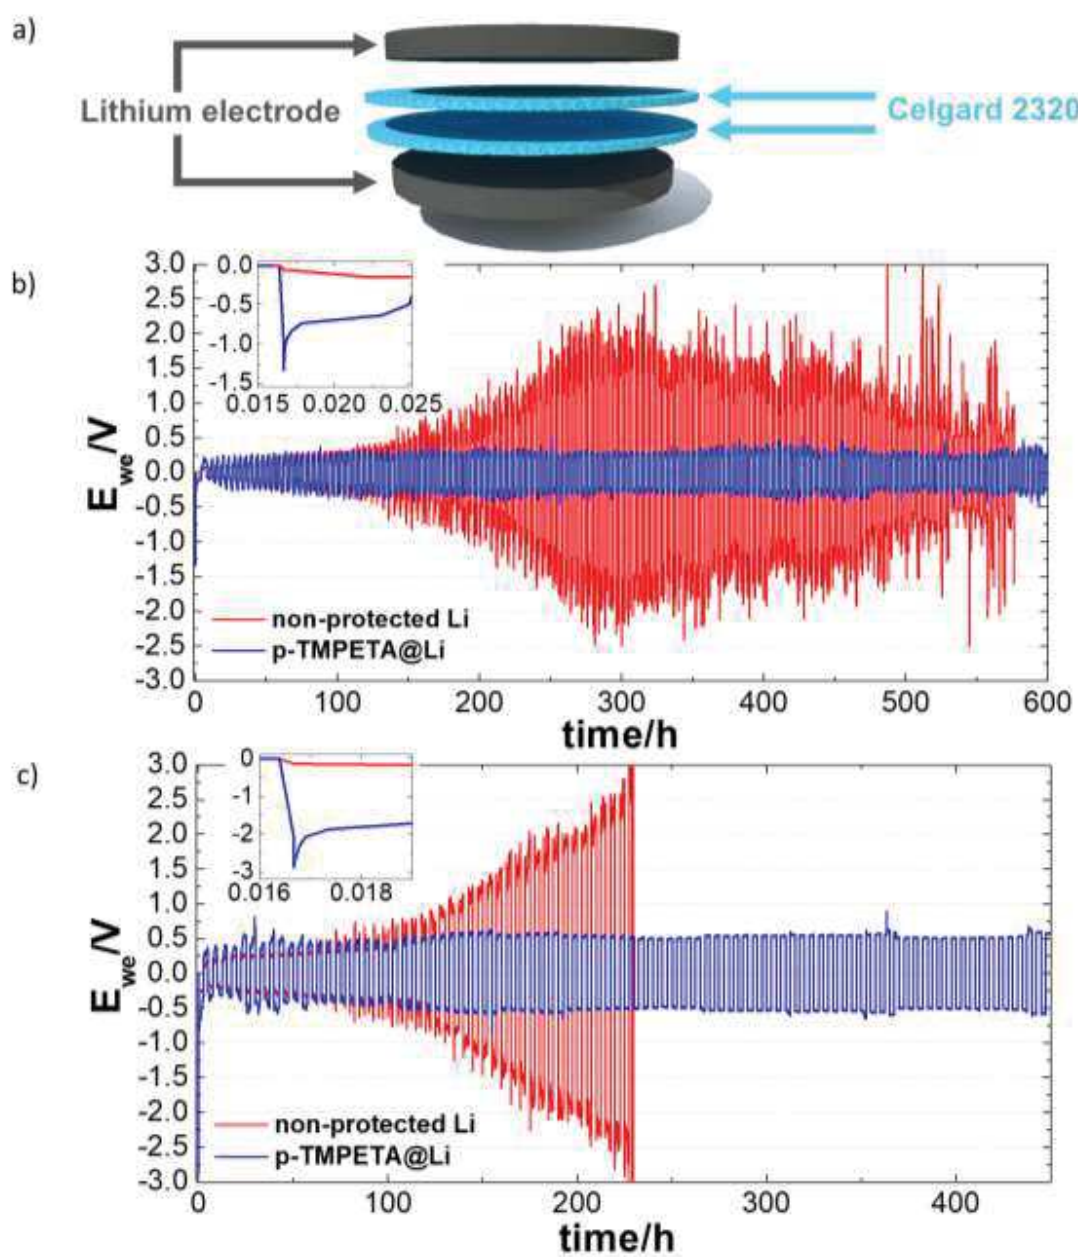 a)
Lithium electrode
Celgard 2320
b)
3.0
2.5
2.0
1.5
1.0
0.5
0.0
-0.5
-1.0
-1.5
-2.0
-2.5
-3.0
E_we/V
0.0
-0.5
-1.0
-1.5
0.015 0.020 0.025
non-protected Li
p-TMPETA@Li
0 100 200 300 400 500 600
time/h
c)
3.0
2.5
2.0
1.5
1.0
0.5
0.0
-0.5
-1.0
-1.5
-2.0
-2.5
-3.0
E_we/V
0
-1
-2
-3
0.016 0.018
non-protected Li
p-TMPETA@Li
0 100 200 300 400
time/h